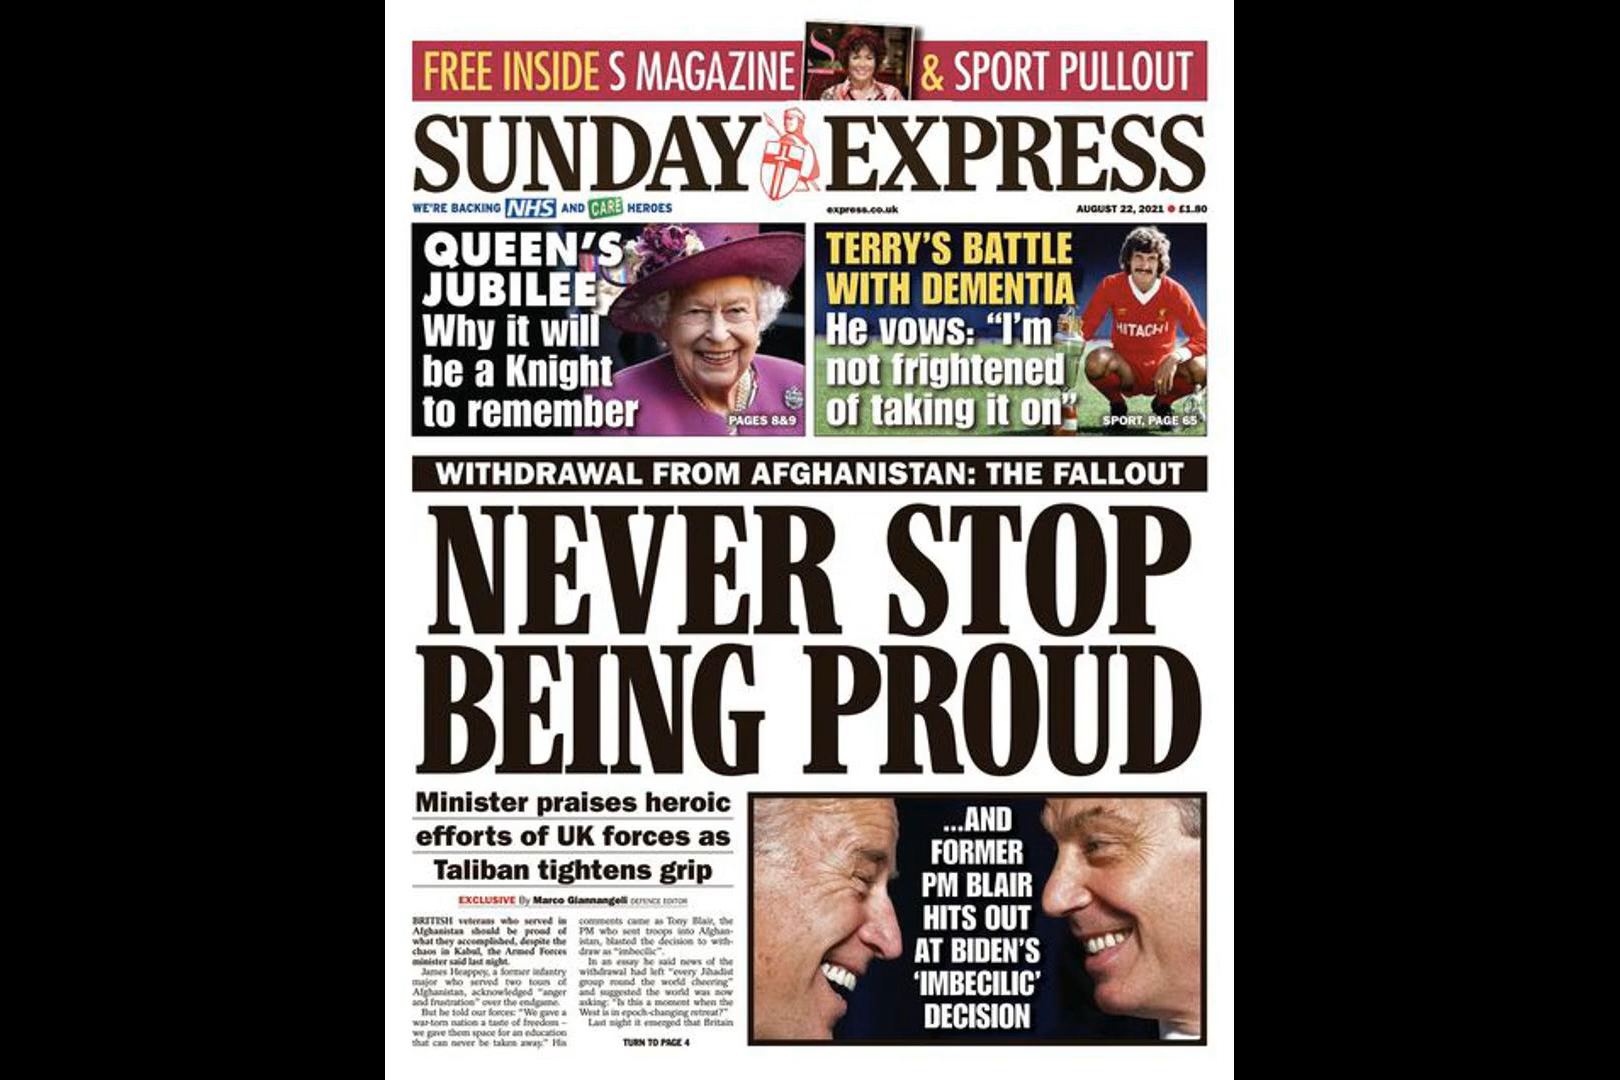 FREE INSIDE S MAGAZINE & SPORT PULLOUT
SUNDAY EXPRESS
WE'RE BACKING NHS AND CARE HEROES
express.co.uk
AUGUST 22, 2021 ● £1.80
QUEEN'S
JUBILEE
Why it will
be a Knight
to remember
PAGES 8&9
TERRY'S BATTLE
WITH DEMENTIA
He vows: "I'm
not frightened
of taking it on"
HITACHI
SPORT, PAGE 65
WITHDRAWAL FROM AFGHANISTAN: THE FALLOUT
NEVER STOP
BEING PROUD
Minister praises heroic
efforts of UK forces as
Taliban tightens grip
EXCLUSIVE By Marco Giannangeli DEFENCE EDITOR
BRITISH veterans who served in
Afghanistan should be proud of
what they accomplished, despite the
chaos in Kabul, the Armed Forces
minister said last night.
James Heappey, a former infantry
major who served two tours of
Afghanistan, acknowledged "anger
and frustration" over the endgame.
But he told our forces: "We gave a
war-torn nation a taste of freedom –
we gave them space for an education
that can never be taken away." His
comments came as Tony Blair, the
PM who sent troops into Afghan-
istan, blasted the decision to with-
draw as "imbecilic".
In an essay he said news of the
withdrawal had left "every Jihadist
group round the world cheering"
and suggested the world was now
asking: "Is this a moment when the
West is in epoch-changing retreat?"
Last night it emerged that Britain
TURN TO PAGE 4
...AND
FORMER
PM BLAIR
HITS OUT
AT BIDEN'S
'IMBECILIC'
DECISION